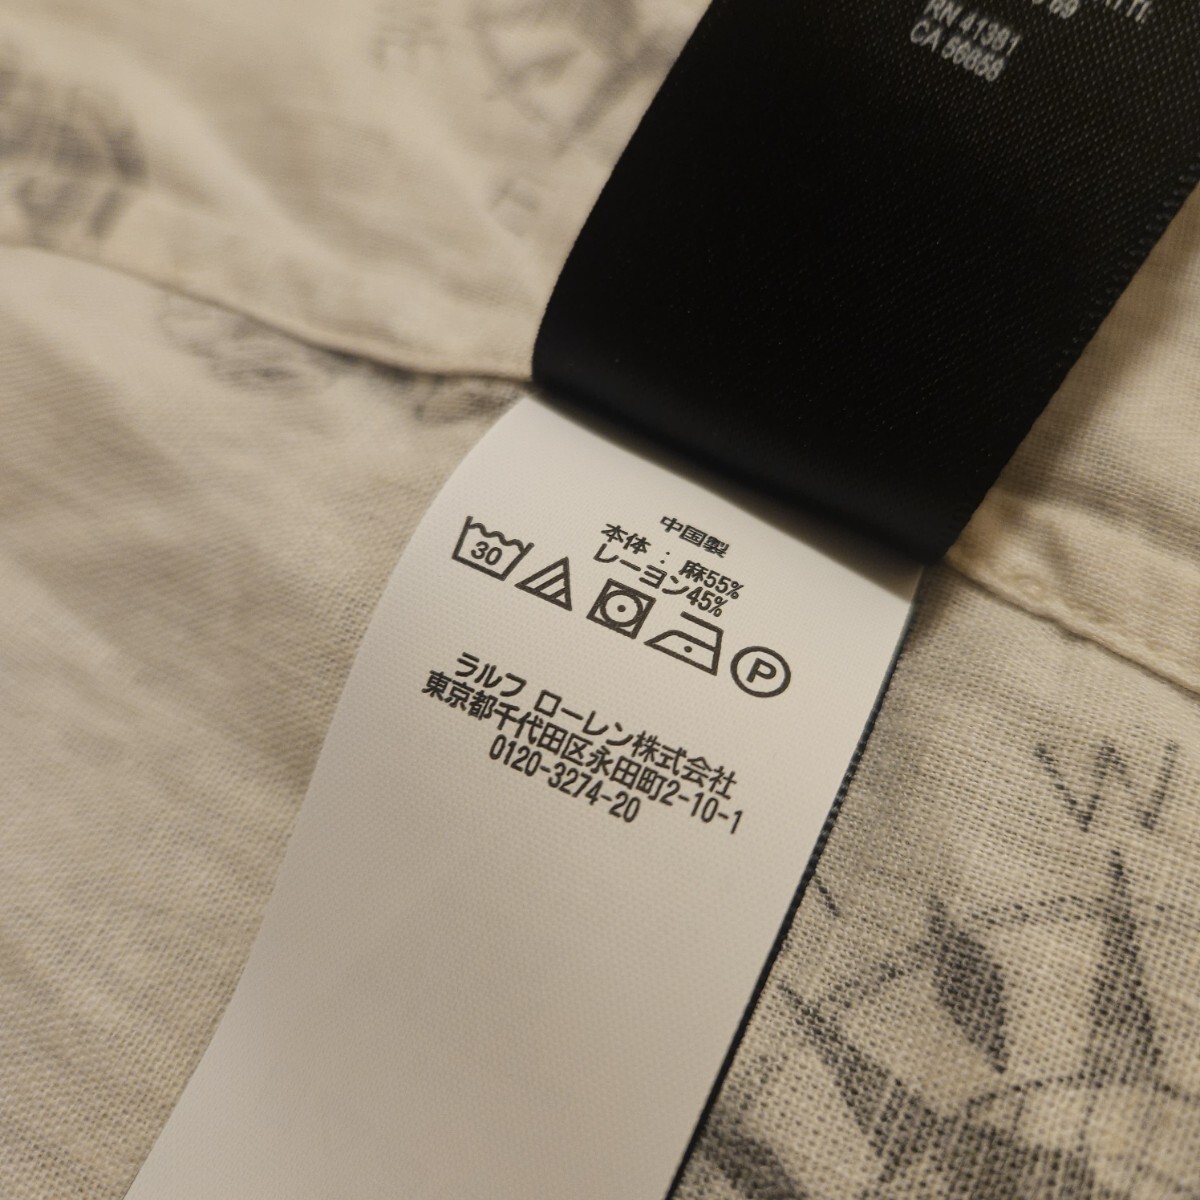 RN 41381
CA 56858
中国製
本体 : 麻55%
レーヨン45%
30
P
ラルフ ローレン株式会社
東京都千代田区永田町2-10-1
0120-3274-20